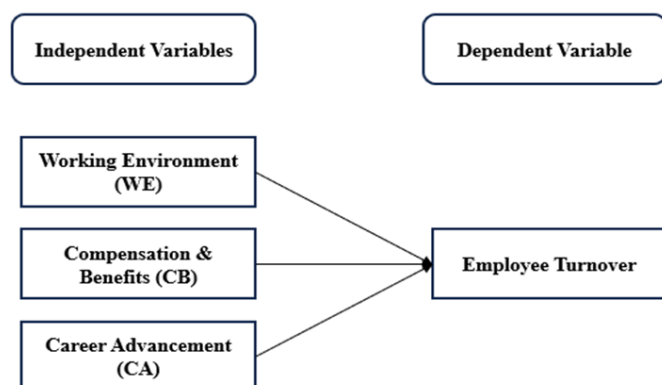 Independent Variables
Dependent Variable
Working Environment
(WE)
Compensation &
Benefits (CB)
Employee Turnover
Career Advancement
(CA)